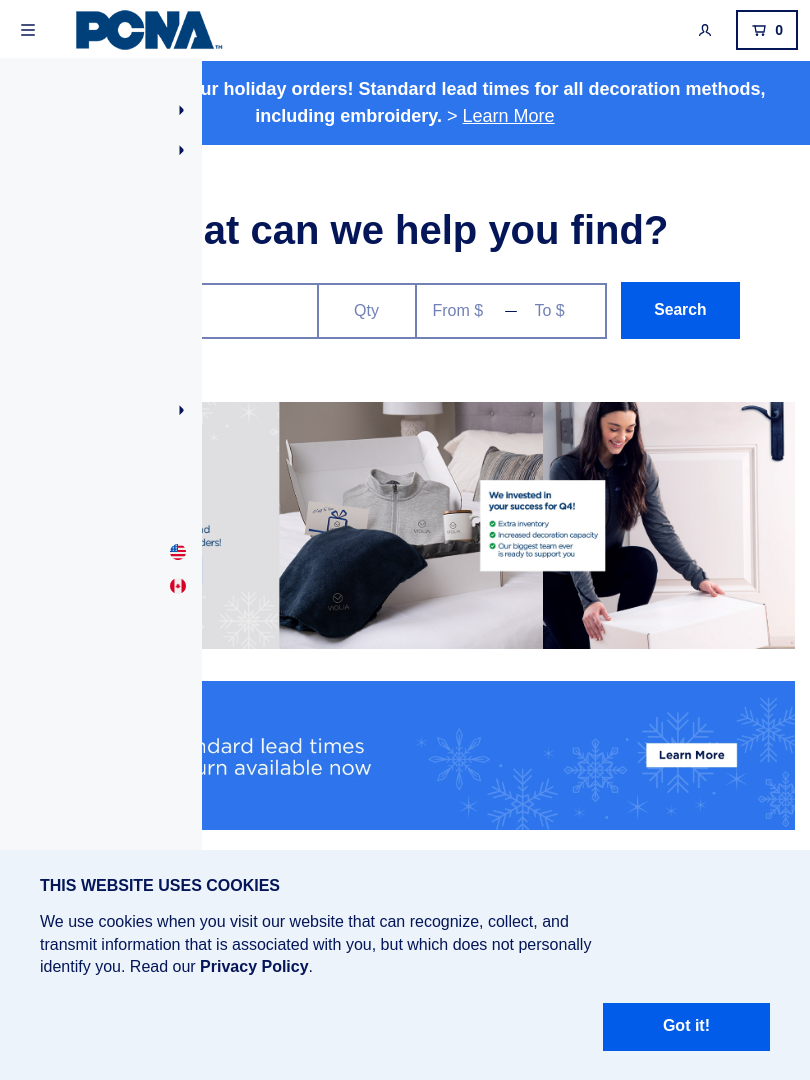 PCNA™
0
ur holiday orders! Standard lead times for all decoration methods,
including embroidery. > Learn More
at can we help you find?
Qty
From $ — To $
Search
We invested in
your success for Q4!
Extra inventory
Increased decoration capacity
Our biggest team ever
is ready to support you
ders!
VIOLIA
VIOLIA
VIOLIA
ndard lead times
urn available now
Learn More
THIS WEBSITE USES COOKIES
We use cookies when you visit our website that can recognize, collect, and
transmit information that is associated with you, but which does not personally
identify you. Read our Privacy Policy.
Got it!